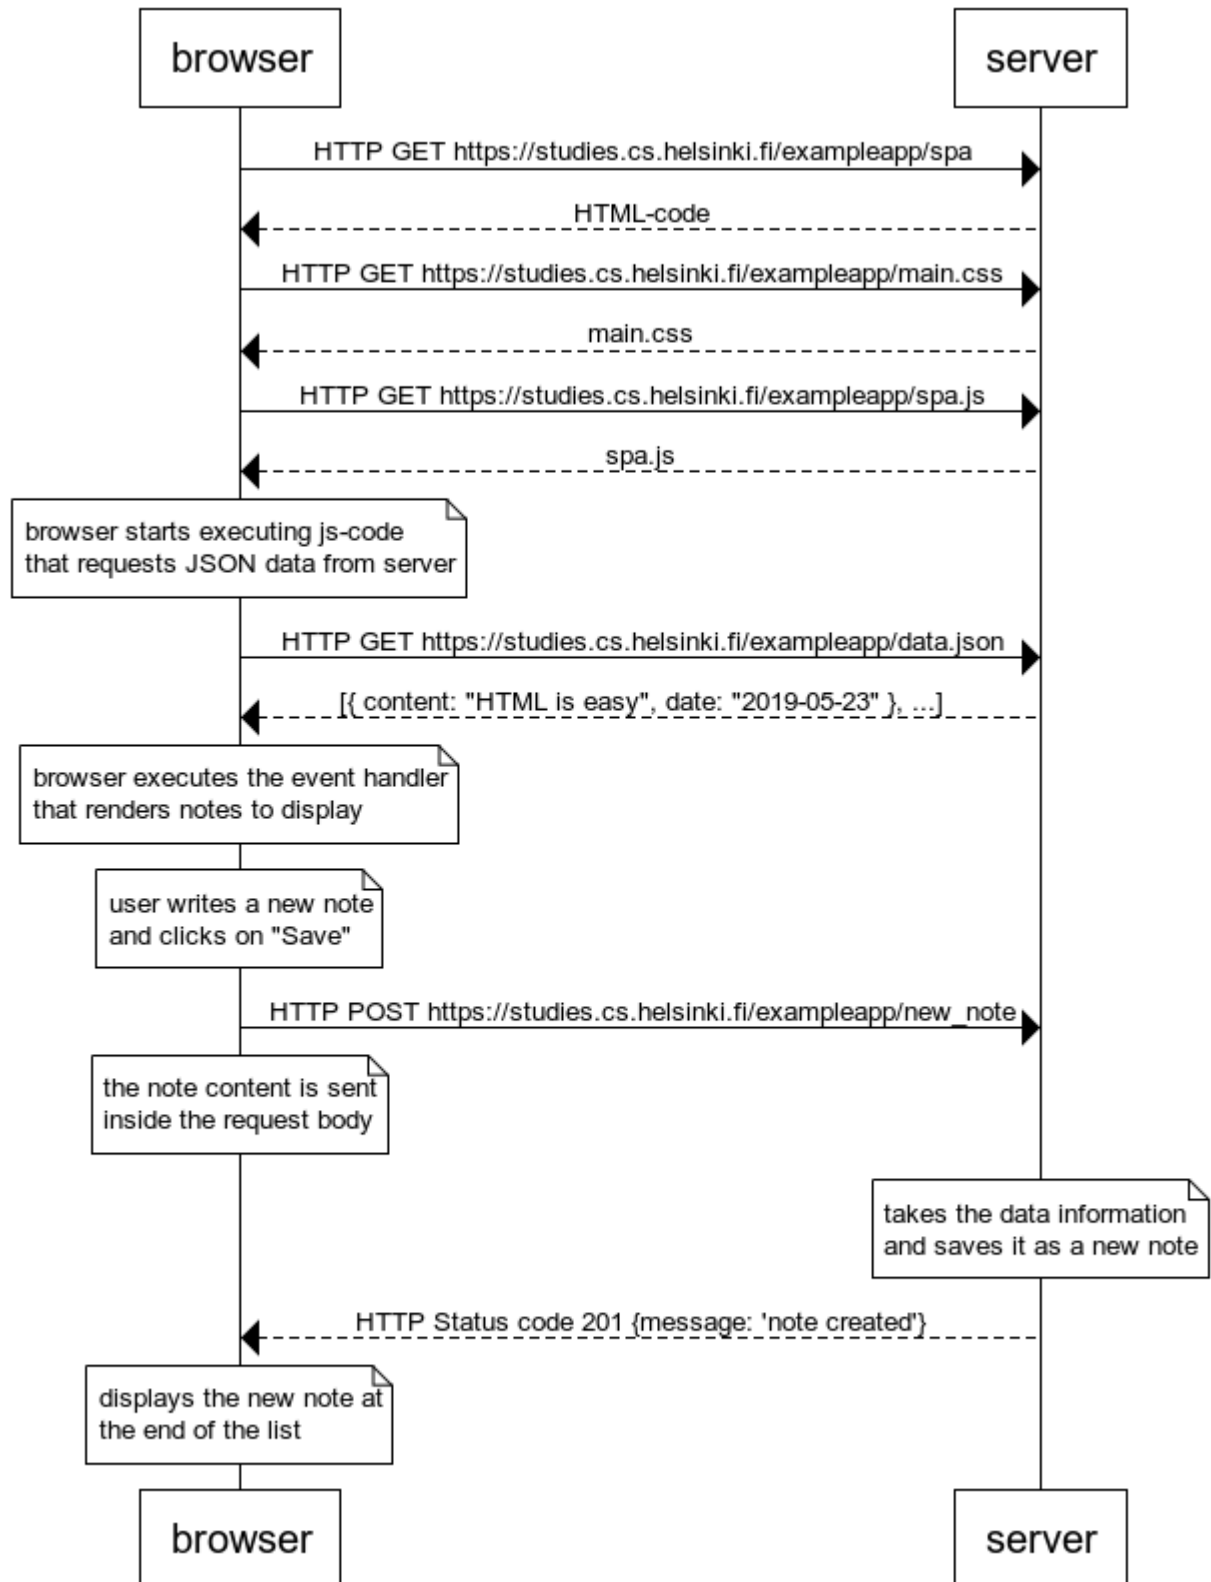 browser
server
HTTP GET https://studies.cs.helsinki.fi/exampleapp/spa
HTML-code
HTTP GET https://studies.cs.helsinki.fi/exampleapp/main.css
main.css
HTTP GET https://studies.cs.helsinki.fi/exampleapp/spa.js
spa.js
browser starts executing js-code
that requests JSON data from server
HTTP GET https://studies.cs.helsinki.fi/exampleapp/data.json
[{ content: "HTML is easy", date: "2019-05-23" }, ...]
browser executes the event handler
that renders notes to display
user writes a new note
and clicks on "Save"
HTTP POST https://studies.cs.helsinki.fi/exampleapp/new_note
the note content is sent
inside the request body
takes the data information
and saves it as a new note
HTTP Status code 201 {message: 'note created'}
displays the new note at
the end of the list
browser
server